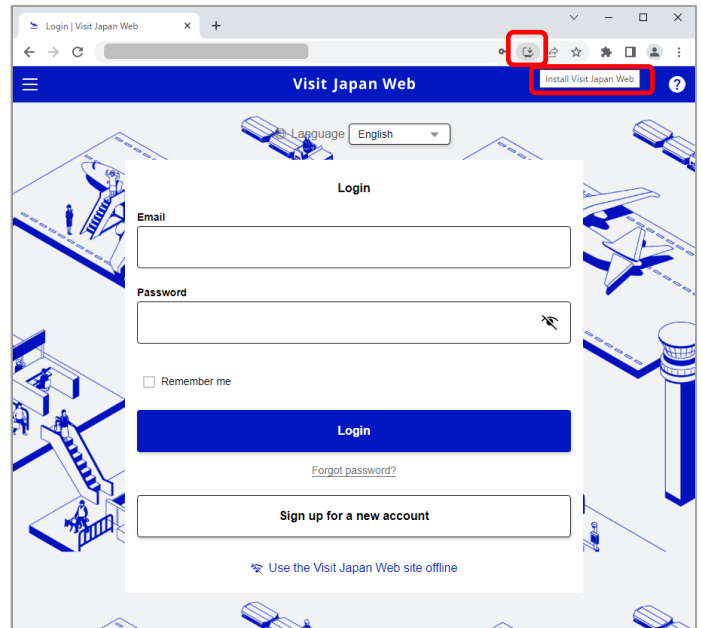 Login | Visit Japan Web
Visit Japan Web
Install Visit Japan Web
?
Language English
Login
Email
Password
Remember me
Login
Forgot password?
Sign up for a new account
Use the Visit Japan Web site offline